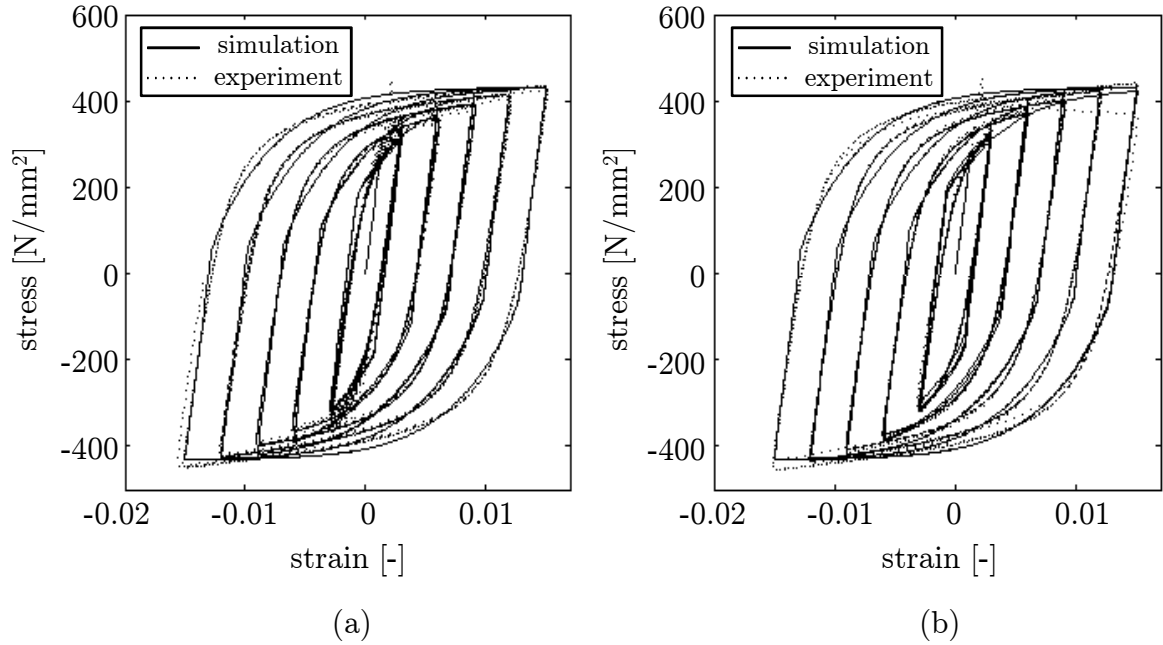 600
400
200
0
-200
-400
-0.02 -0.01 0 0.01
stress [N/mm²]
strain [-]
simulation
experiment
(a)
600
400
200
0
-200
-400
-0.02 -0.01 0 0.01
stress [N/mm²]
strain [-]
simulation
experiment
(b)